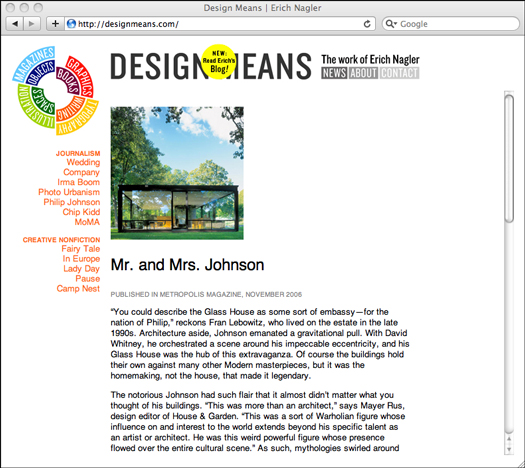 Design Means | Erich Nagler
http://designmeans.com/
Google
MAGAZINES
GRAPHICS
TYPOGRAPHY
ILLUSTRATION
OBJECTS
BOOKS
WRITING
SPACES
DESIGN MEANS
NEW:
Read Erich's
Blog!
The work of Erich Nagler
NEWS ABOUT CONTACT
JOURNALISM
Wedding
Company
Irma Boom
Photo Urbanism
Philip Johnson
Chip Kidd
MoMA
CREATIVE NONFICTION
Fairy Tale
In Europe
Lady Day
Pause
Camp Nest
Mr. and Mrs. Johnson
PUBLISHED IN METROPOLIS MAGAZINE, NOVEMBER 2006
"You could describe the Glass House as some sort of embassy—for the
nation of Philip," reckons Fran Lebowitz, who lived on the estate in the late
1990s. Architecture aside, Johnson emanated a gravitational pull. With David
Whitney, he orchestrated a scene around his impeccable eccentricity, and his
Glass House was the hub of this extravaganza. Of course the buildings hold
their own against many other Modern masterpieces, but it was the
homemaking, not the house, that made it legendary.
The notorious Johnson had such flair that it almost didn't matter what you
thought of his buildings. "This was more than an architect," says Mayer Rus,
design editor of House & Garden. "This was a sort of Warholian figure whose
influence on and interest to the world extends beyond his specific talent as
an artist or architect. He was this weird powerful figure whose presence
flowed over the entire cultural scene." As such, mythologies swirled around